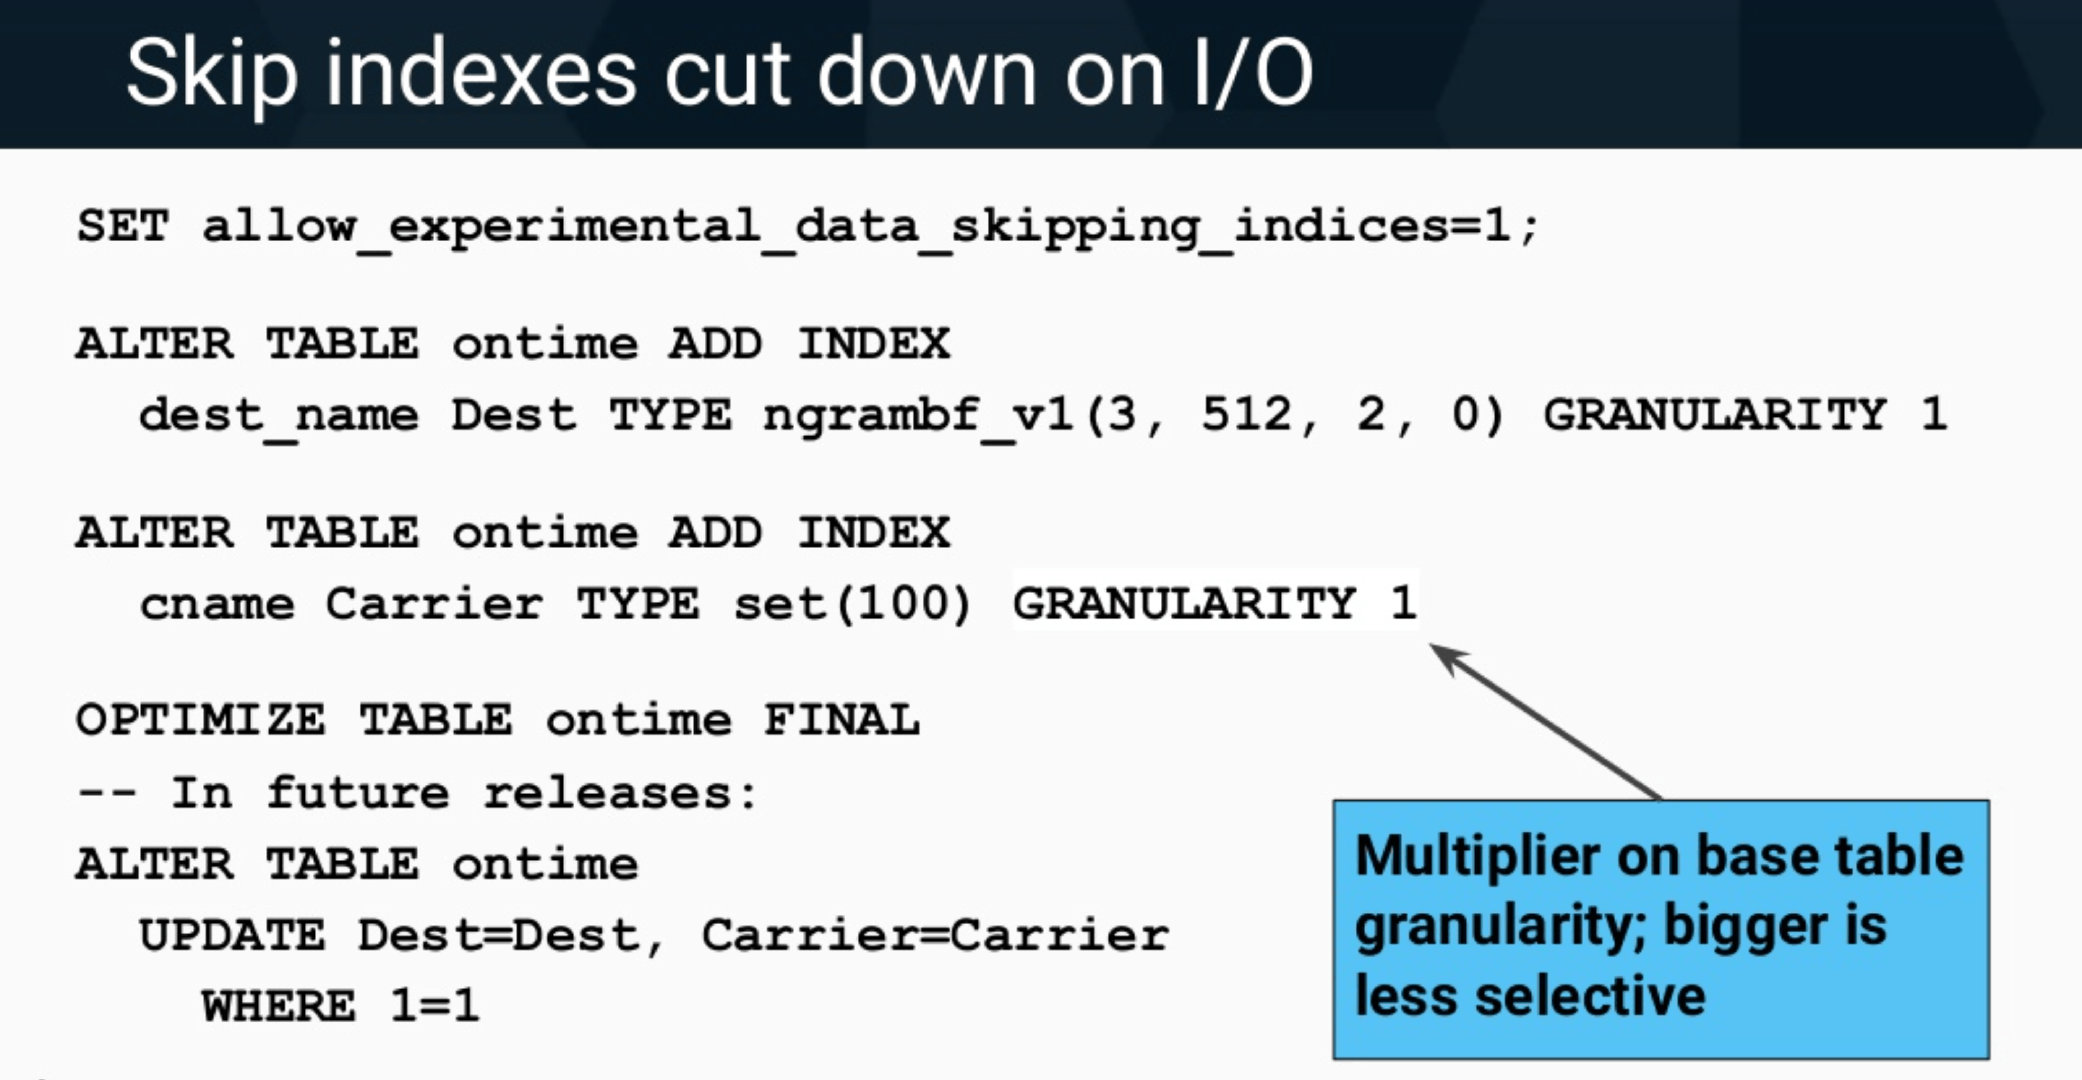 Skip indexes cut down on I/O
SET allow_experimental_data_skipping_indices=1;
ALTER TABLE ontime ADD INDEX
dest_name Dest TYPE ngrambf_v1(3, 512, 2, 0) GRANULARITY 1
ALTER TABLE ontime ADD INDEX
cname Carrier TYPE set(100) GRANULARITY 1
OPTIMIZE TABLE ontime FINAL
-- In future releases:
ALTER TABLE ontime
UPDATE Dest=Dest, Carrier=Carrier
WHERE 1=1
Multiplier on base table
granularity; bigger is
less selective